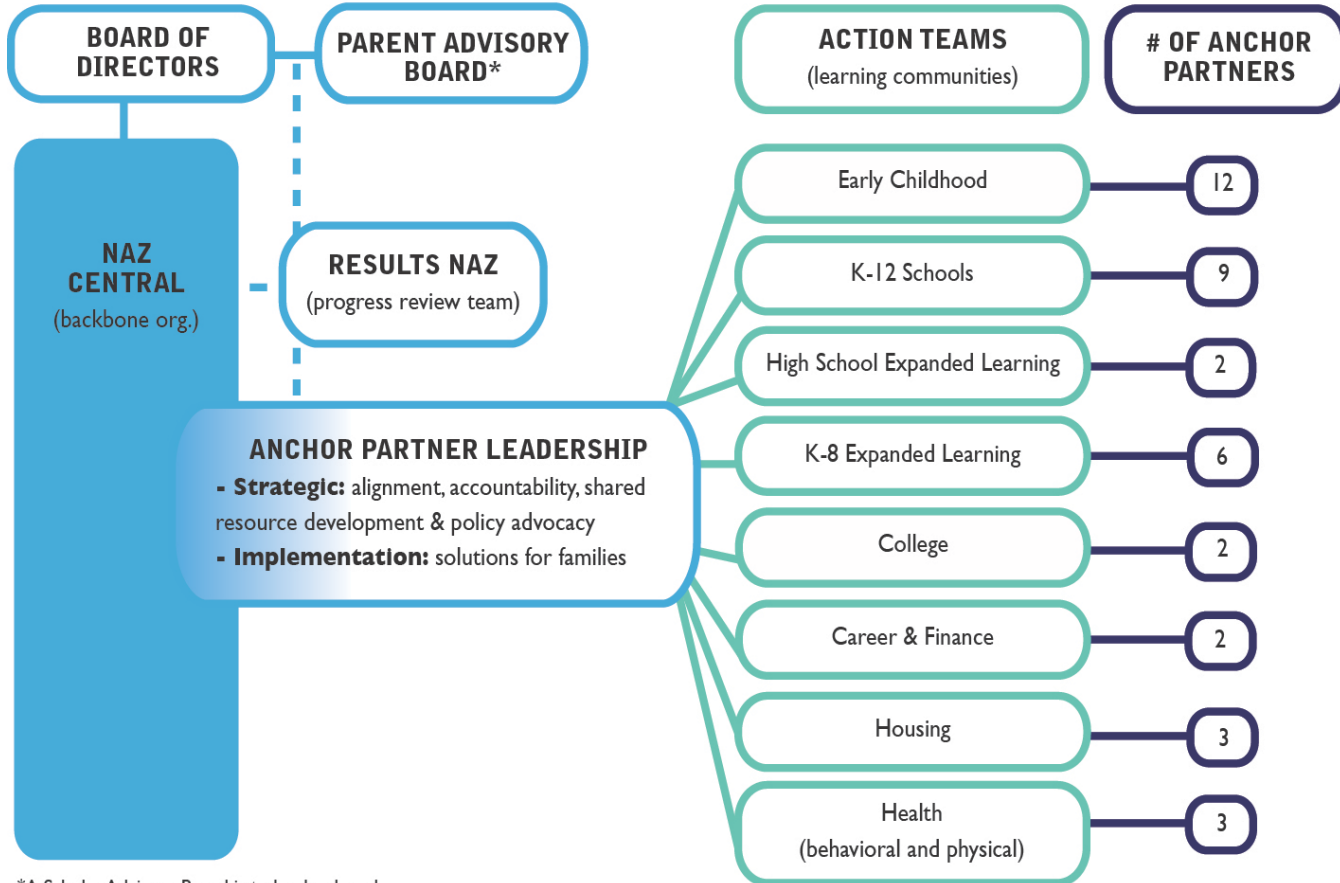 BOARD OF
DIRECTORS
PARENT ADVISORY
BOARD*
NAZ
CENTRAL
(backbone org.)
RESULTS NAZ
(progress review team)
ANCHOR PARTNER LEADERSHIP
- Strategic: alignment, accountability, shared
resource development & policy advocacy
- Implementation: solutions for families
ACTION TEAMS
(learning communities)
# OF ANCHOR
PARTNERS
Early Childhood
12
K-12 Schools
9
High School Expanded Learning
2
K-8 Expanded Learning
6
College
2
Career & Finance
2
Housing
3
Health
(behavioral and physical)
3